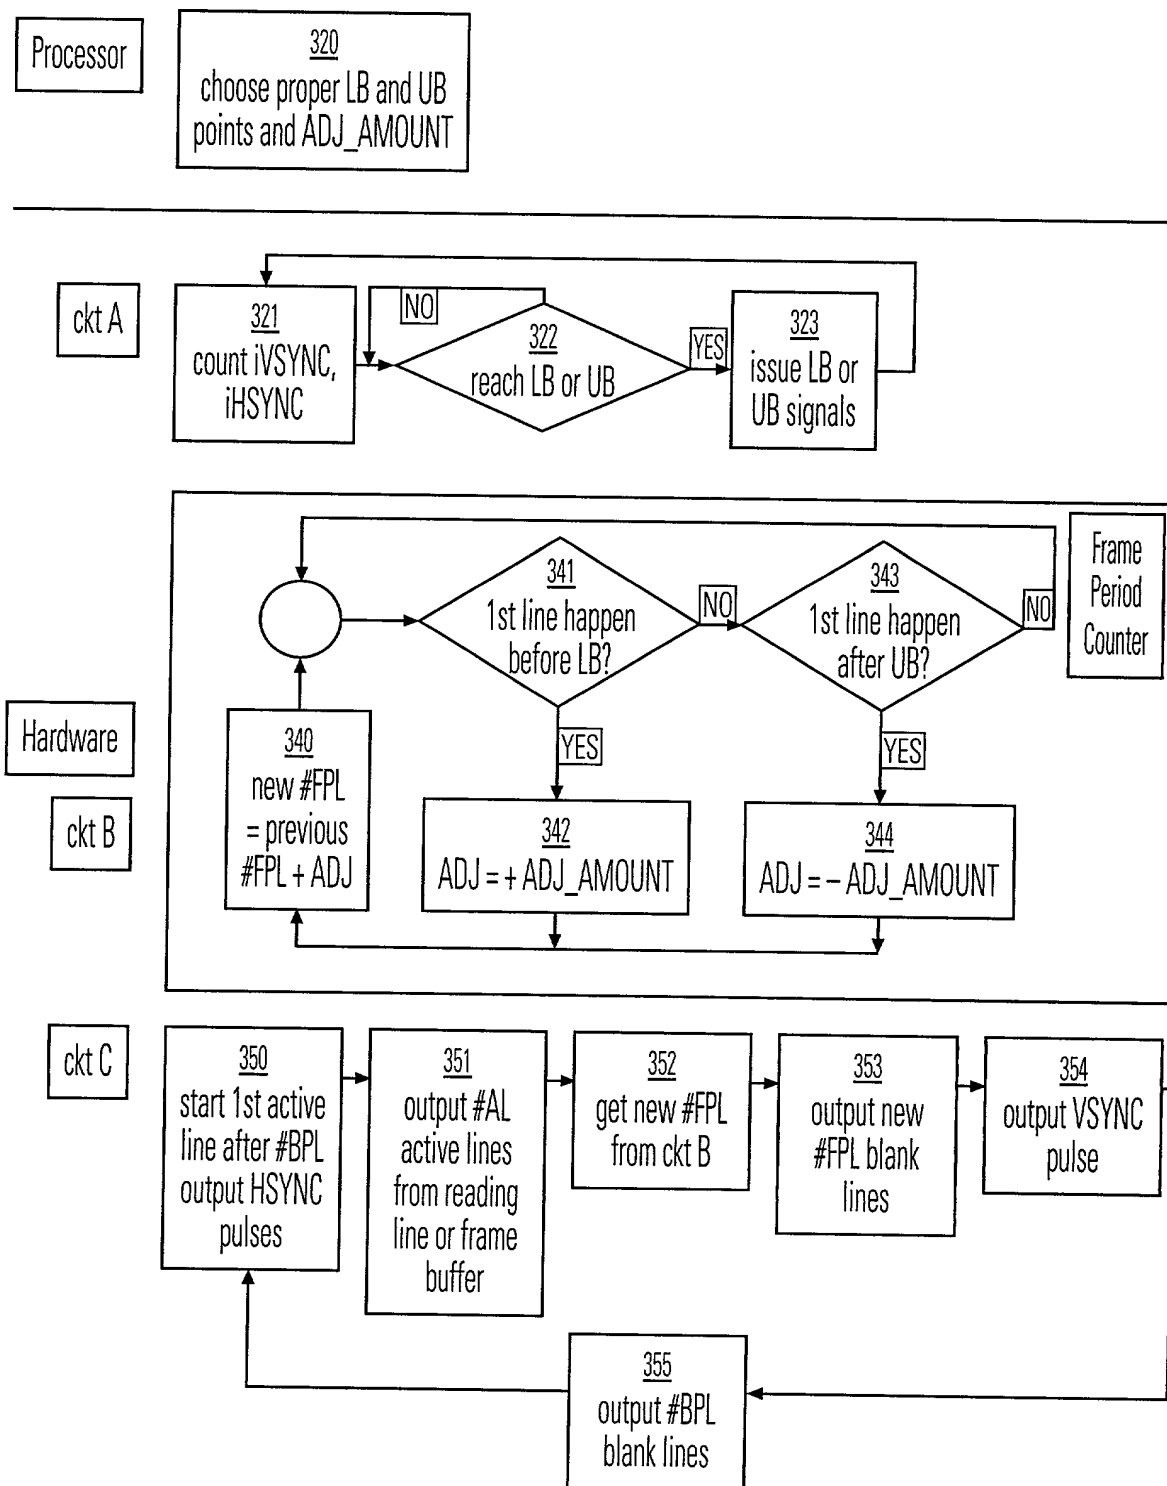 Processor
320
choose proper LB and UB
points and ADJ_AMOUNT
ckt A
321
count iVSYNC,
iHSYNC
NO
322
reach LB or UB
YES
323
issue LB or
UB signals
Hardware
ckt B
341
1st line happen
before LB?
NO
343
1st line happen
after UB?
NO
Frame
Period
Counter
YES
YES
340
new #FPL
= previous
#FPL + ADJ
342
ADJ = + ADJ_AMOUNT
344
ADJ = – ADJ_AMOUNT
ckt C
350
start 1st active
line after #BPL
output HSYNC
pulses
351
output #AL
active lines
from reading
line or frame
buffer
352
get new #FPL
from ckt B
353
output new
#FPL blank
lines
354
output VSYNC
pulse
355
output #BPL
blank lines